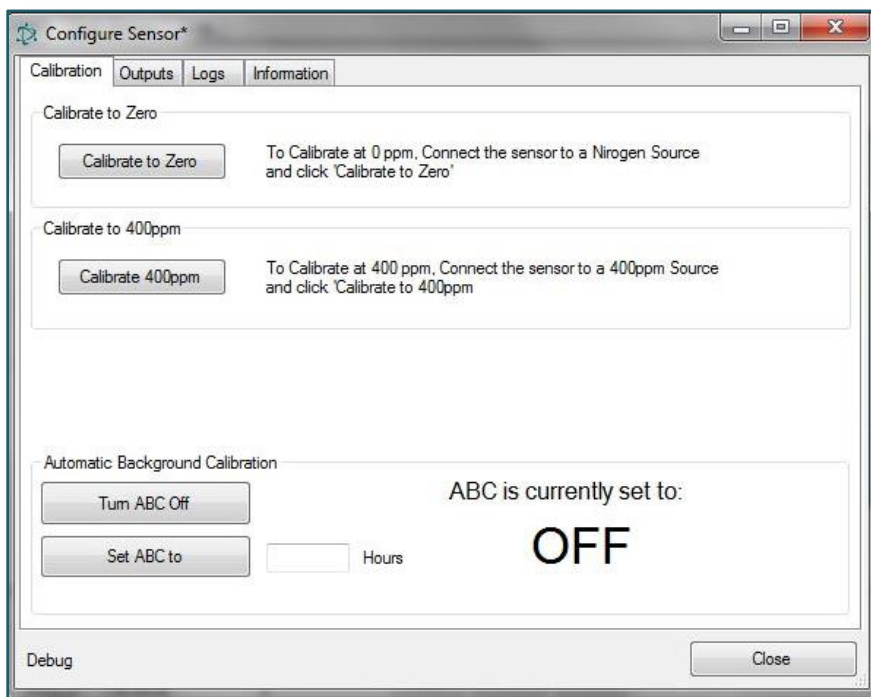 Configure Sensor*
Calibration Outputs Logs Information
Calibrate to Zero
Calibrate to Zero
To Calibrate at 0 ppm, Connect the sensor to a Nirogen Source
and click 'Calibrate to Zero'
Calibrate to 400ppm
Calibrate 400ppm
To Calibrate at 400 ppm, Connect the sensor to a 400ppm Source
and click 'Calibrate to 400ppm
Automatic Background Calibration
Turn ABC Off
Set ABC to
Hours
ABC is currently set to:
OFF
Debug
Close